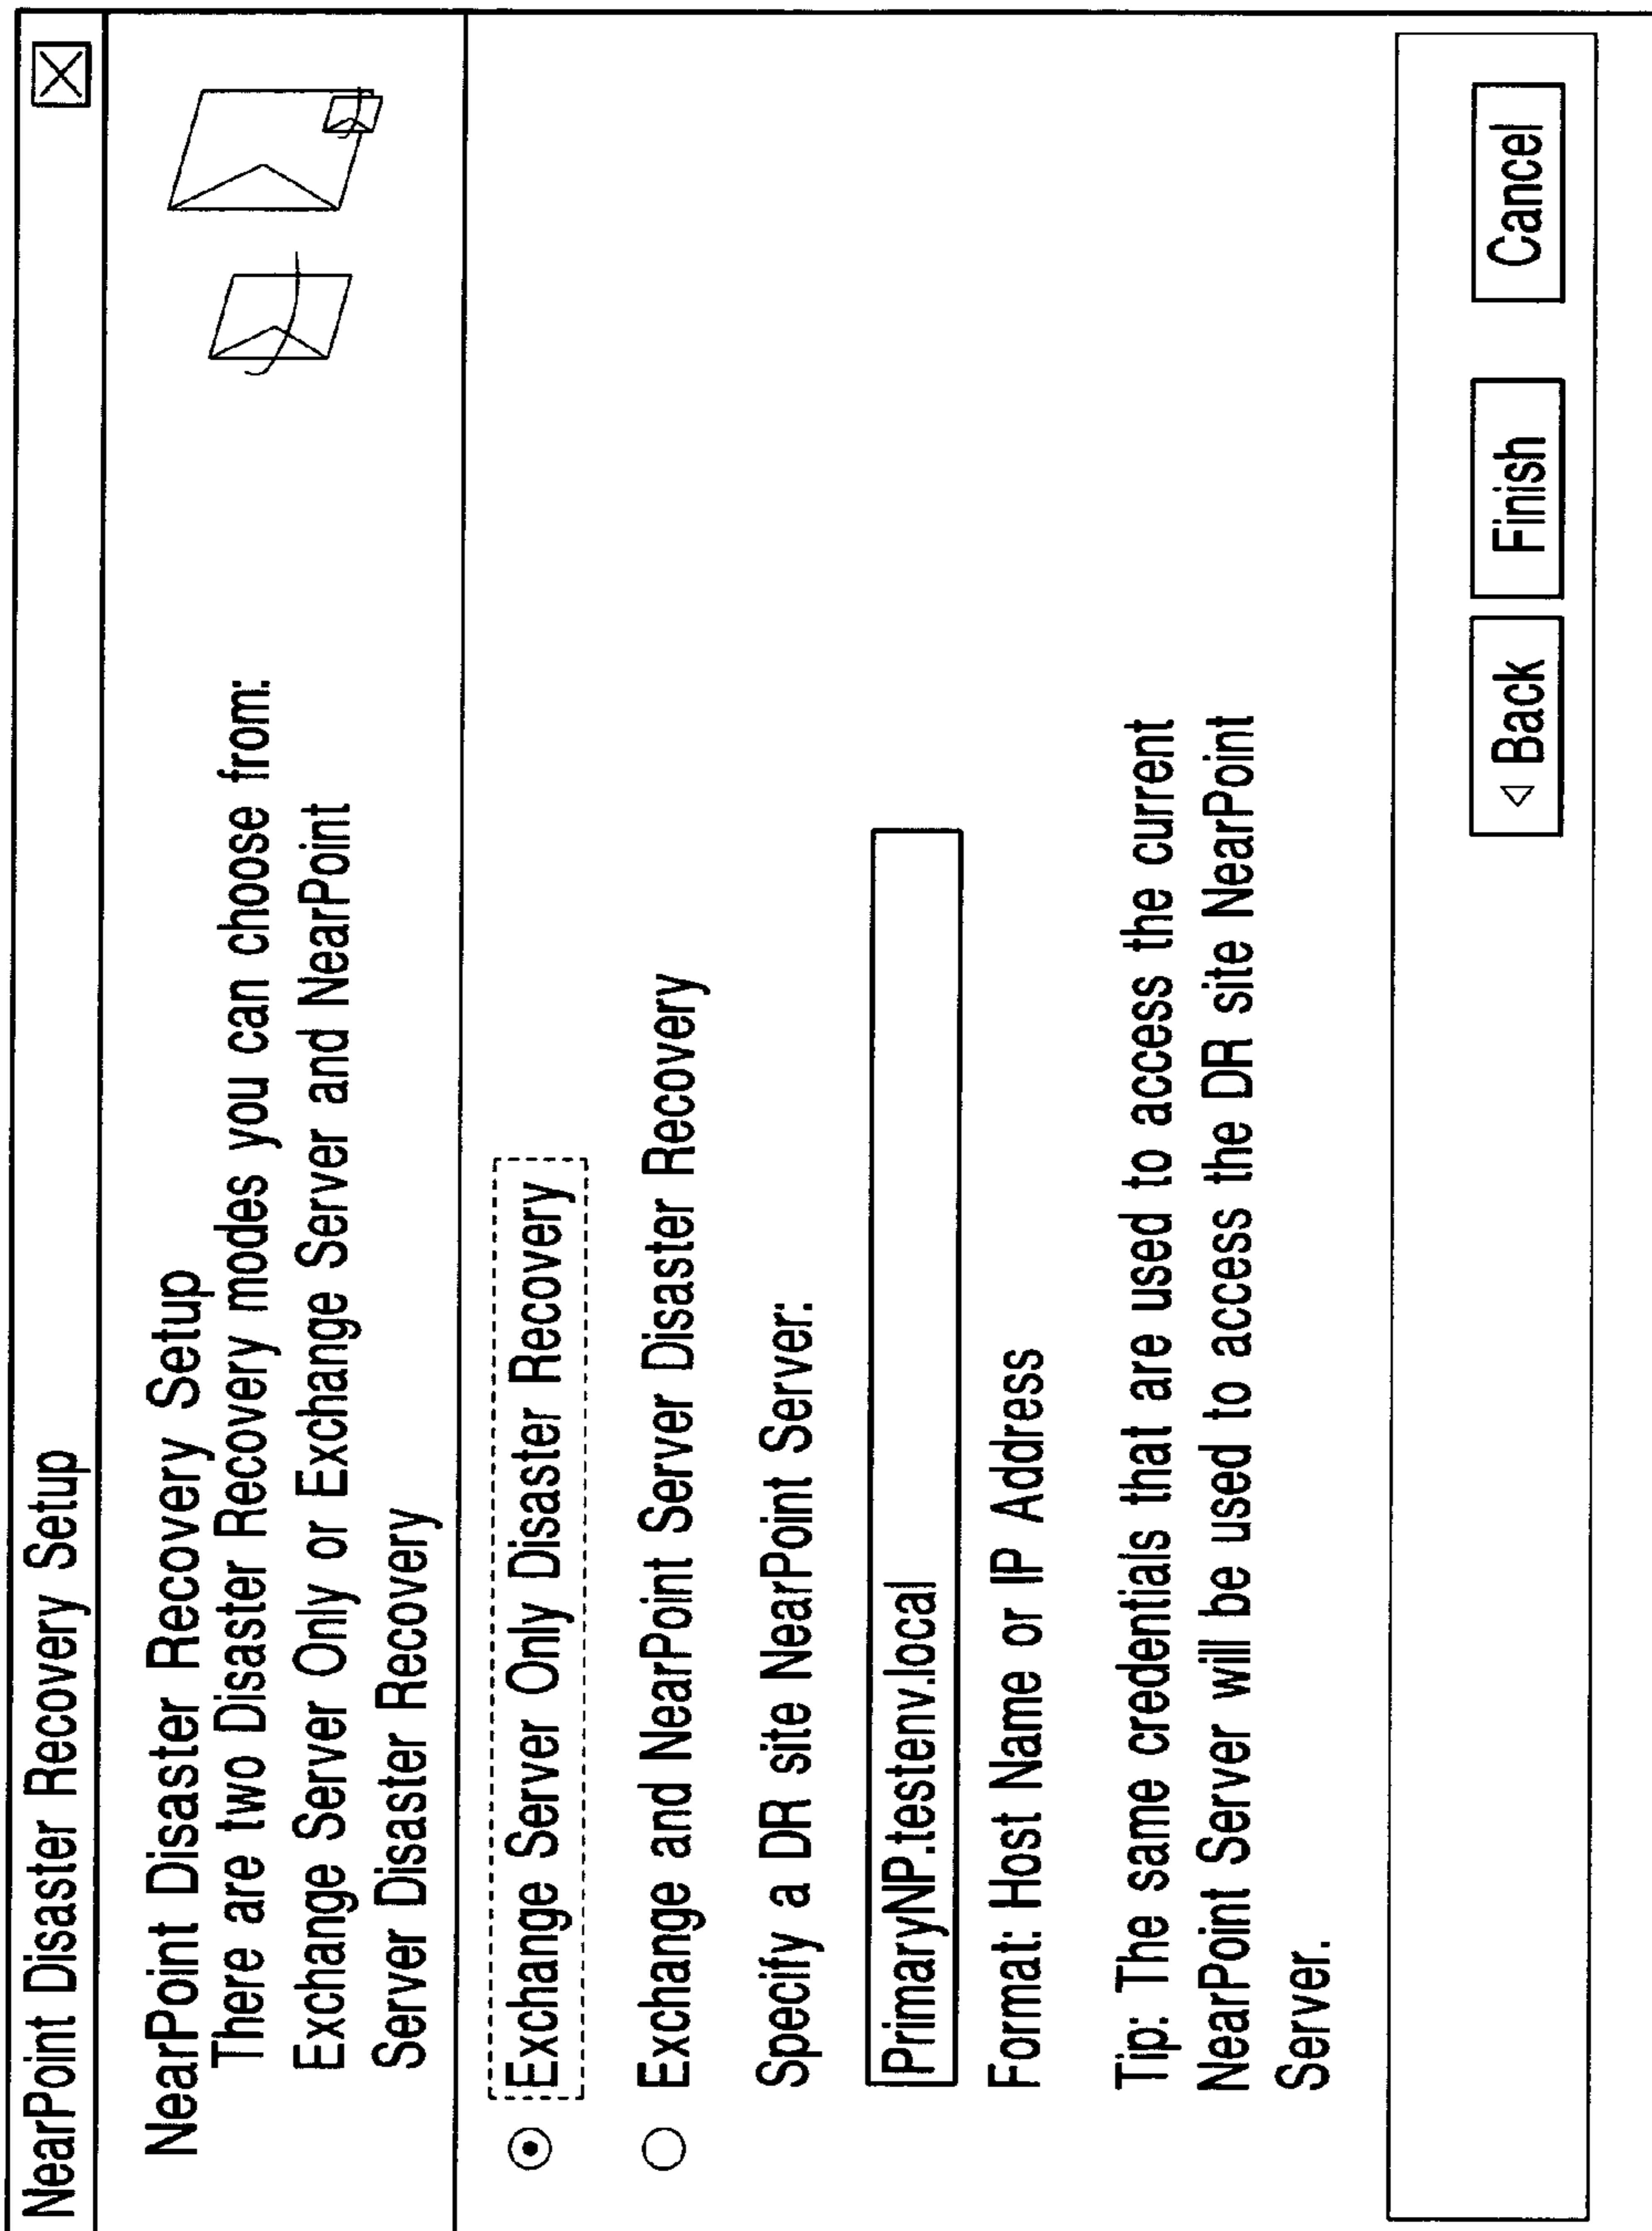 NearPoint Disaster Recovery Setup
NearPoint Disaster Recovery Setup
There are two Disaster Recovery modes you can choose from:
Exchange Server Only or Exchange Server and NearPoint
Server Disaster Recovery
Exchange Server Only Disaster Recovery
Exchange and NearPoint Server Disaster Recovery
Specify a DR site NearPoint Server:
PrimaryNP.testenv.local
Format: Host Name or IP Address
Tip: The same credentials that are used to access the current
NearPoint Server will be used to access the DR site NearPoint
Server.
Back Finish Cancel